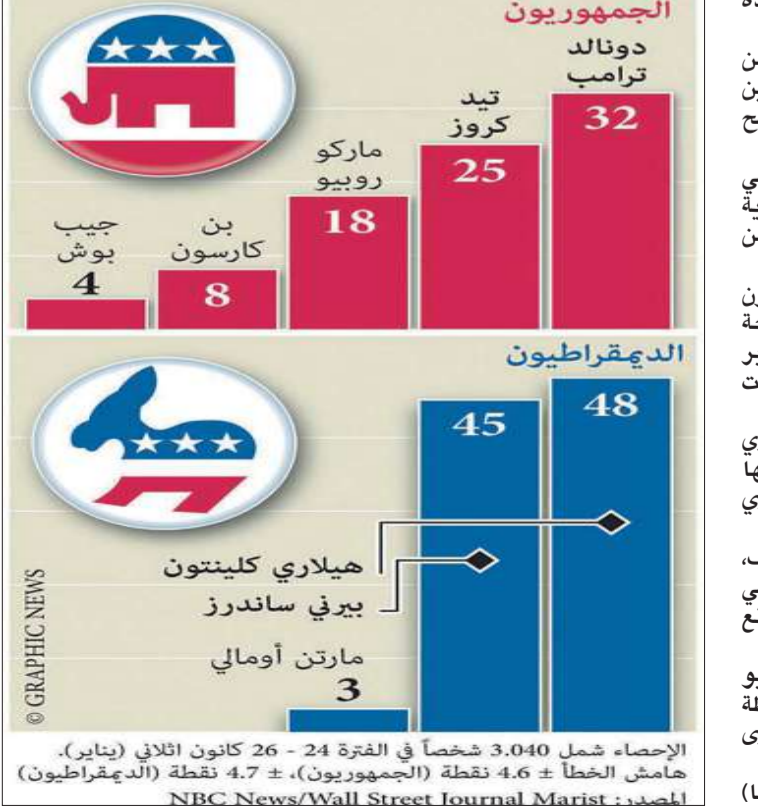 الجمهوريون
دونالد
ترامب
32
تيد
كروز
25
ماركو
روبيو
18
بن
كارسون
8
جيب
بوش
4
الديمقراطيون
48
45
هيلاري كلينتون
بيرني ساندرز
مارتن أومالي
3
© GRAPHIC NEWS
الإحصاء شمل 3.040 شخصاً في الفترة 24 - 26 كانون اثلاني (يناير).
هامش الخطأ ± 4.6 نقطة (الجمهوريون)، ± 4.7 نقطة (الديمقراطيون)
المصدر: NBC News/Wall Street Journal Marist